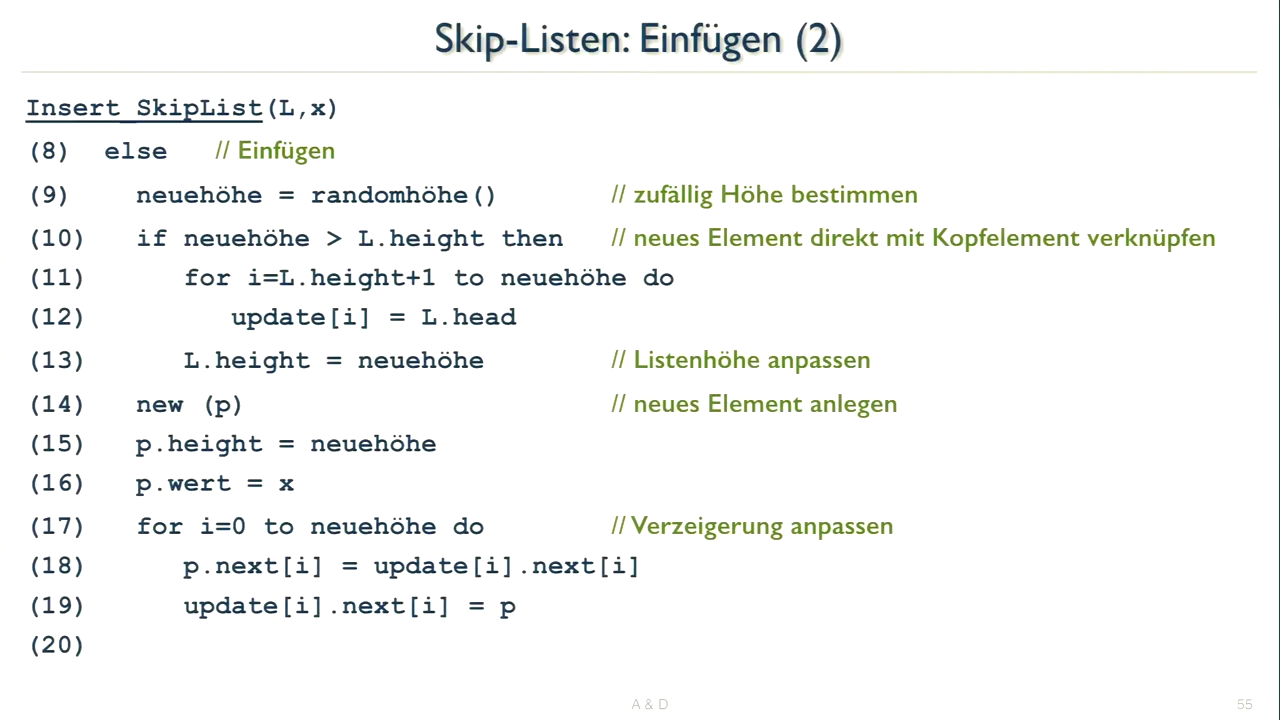 Skip-Listen: Einfügen (2)
Insert_SkipList(L,x)
(8) else // Einfügen
(9) neuehöhe = randomhöhe() // zufällig Höhe bestimmen
(10) if neuehöhe > L.height then // neues Element direkt mit Kopfelement verknüpfen
(11) for i=L.height+1 to neuehöhe do
(12) update[i] = L.head
(13) L.height = neuehöhe // Listenhöhe anpassen
(14) new (p) // neues Element anlegen
(15) p.height = neuehöhe
(16) p.wert = x
(17) for i=0 to neuehöhe do // Verzeigerung anpassen
(18) p.next[i] = update[i].next[i]
(19) update[i].next[i] = p
(20)
A & D 55